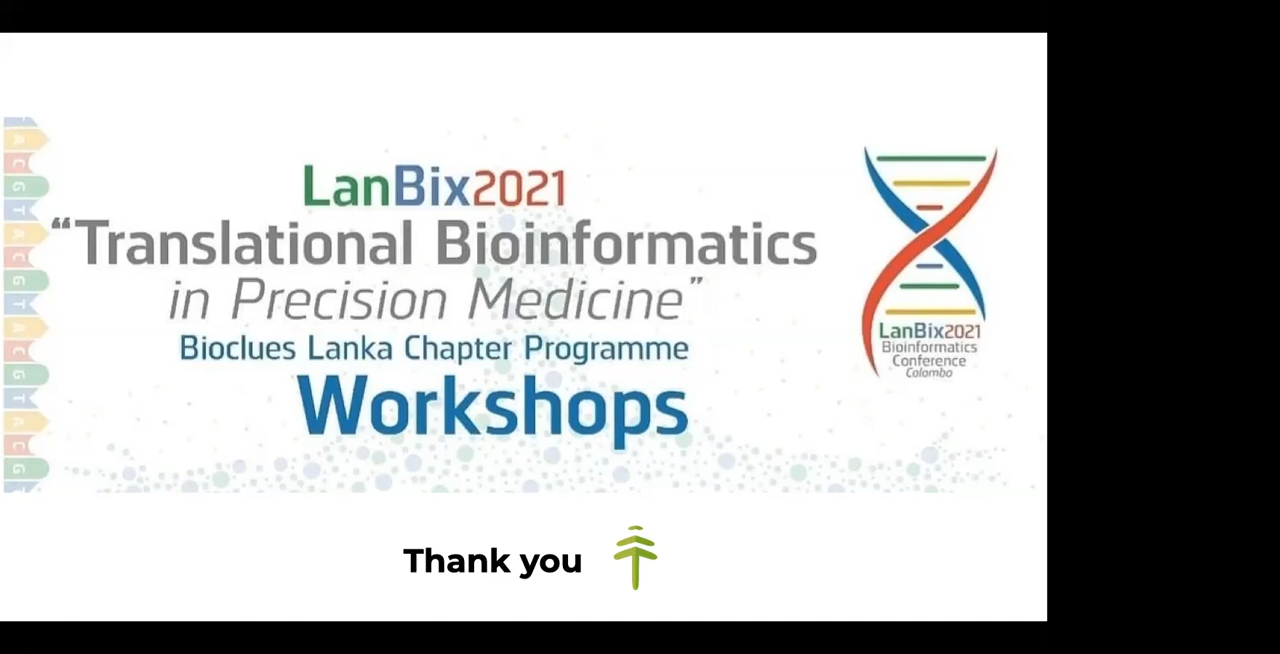 LanBix2021
“Translational Bioinformatics
in Precision Medicine”
Bioclues Lanka Chapter Programme
Workshops
LanBix2021
Bioinformatics
Conference
Colombo
A
C
G
T
A
C
G
T
A
C
G
T
Thank you